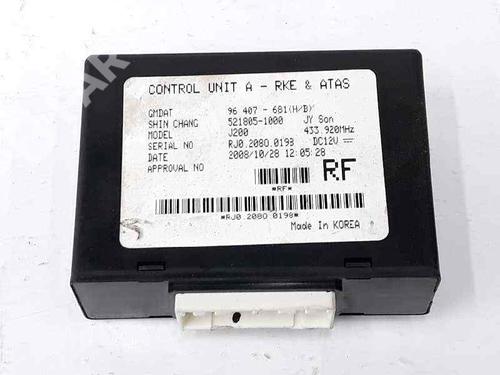 CONTROL UNIT A - RKE & ATAS
GMDAT 96 407 - 681(H/B)
SHIN CHANG 521805-1000 JY Son
MODEL J200 433.920MHz
SERIAL NO RJ0.2080.0198 DC12V
DATE 2008/10/28 12:05:28
APPROVAL NO
RF
*RF*
*RJ0.2080.0198*
Made In KOREA